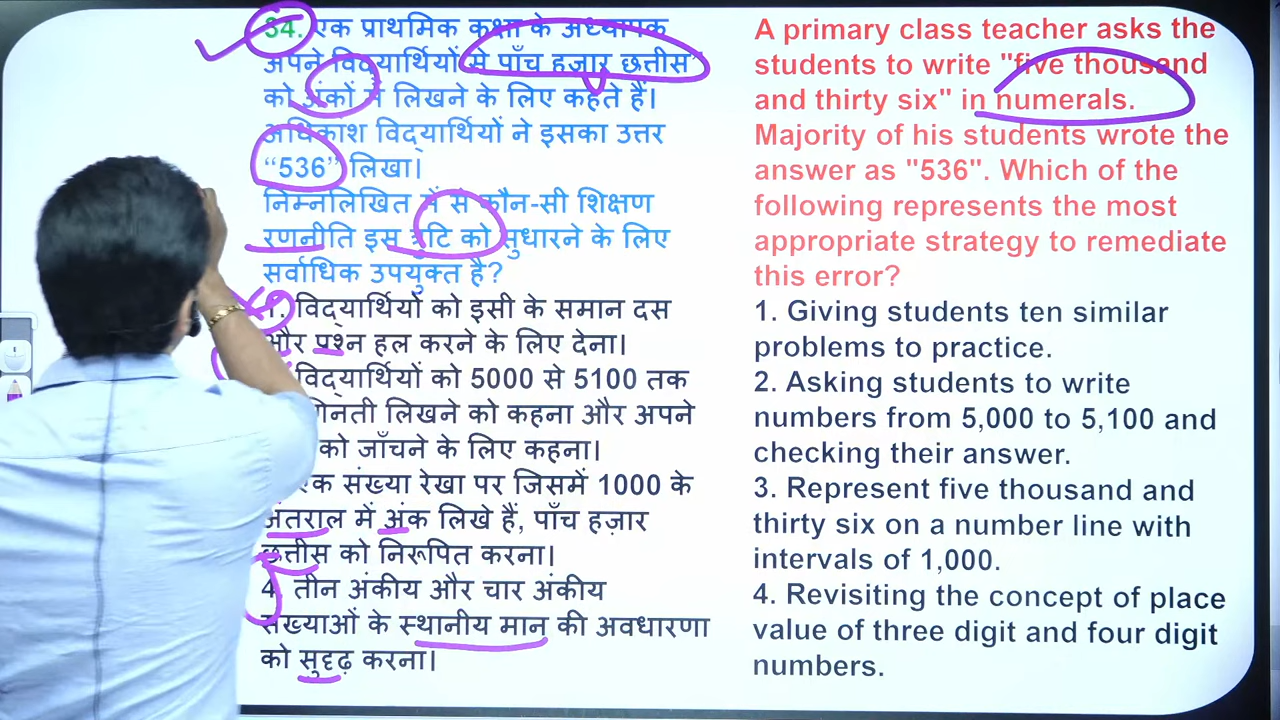 34. एक प्राथमिक कक्षा के अध्यापक
अपने विद्यार्थियों से पाँच हज़ार छत्तीस"
को अंकों में लिखने के लिए कहते हैं।
अधिकांश विद्यार्थियों ने इसका उत्तर
“536” लिखा।
निम्नलिखित में से कौन-सी शिक्षण
रणनीति इस त्रुटि को सुधारने के लिए
सर्वाधिक उपयुक्त है?
1. विद्यार्थियों को इसी के समान दस
और प्रश्न हल करने के लिए देना।
विद्यार्थियों को 5000 से 5100 तक
गिनती लिखने को कहना और अपने
को जाँचने के लिए कहना।
एक संख्या रेखा पर जिसमें 1000 के
अंतराल में अंक लिखे हैं, पाँच हज़ार
छत्तीस को निरूपित करना।
4. तीन अंकीय और चार अंकीय
संख्याओं के स्थानीय मान की अवधारणा
को सुदृढ़ करना।
A primary class teacher asks the
students to write "five thousand
and thirty six" in numerals.
Majority of his students wrote the
answer as "536". Which of the
following represents the most
appropriate strategy to remediate
this error?
1. Giving students ten similar
problems to practice.
2. Asking students to write
numbers from 5,000 to 5,100 and
checking their answer.
3. Represent five thousand and
thirty six on a number line with
intervals of 1,000.
4. Revisiting the concept of place
value of three digit and four digit
numbers.